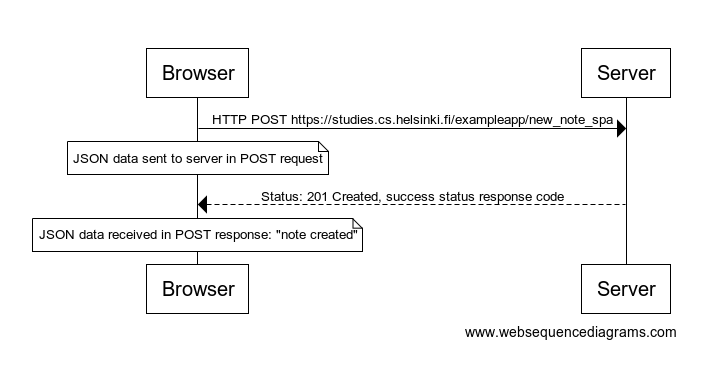 Browser
Server
HTTP POST https://studies.cs.helsinki.fi/exampleapp/new_note_spa
JSON data sent to server in POST request
Status: 201 Created, success status response code
JSON data received in POST response: "note created"
Browser
Server
www.websequencediagrams.com